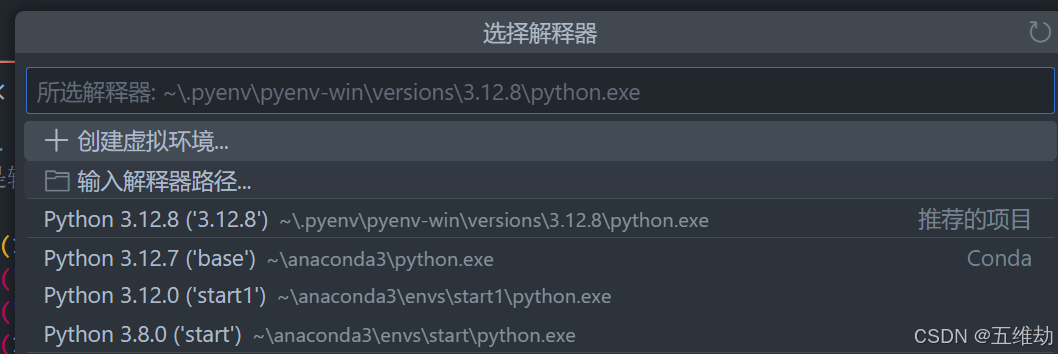 选择解释器
所选解释器: ~\.pyenv\pyenv-win\versions\3.12.8\python.exe
创建虚拟环境...
输入解释器路径...
Python 3.12.8 ('3.12.8') ~\.pyenv\pyenv-win\versions\3.12.8\python.exe 推荐的项目
Python 3.12.7 ('base') ~\anaconda3\python.exe Conda
Python 3.12.0 ('start1') ~\anaconda3\envs\start1\python.exe
Python 3.8.0 ('start') ~\anaconda3\envs\start\python.exe
CSDN @五维劫